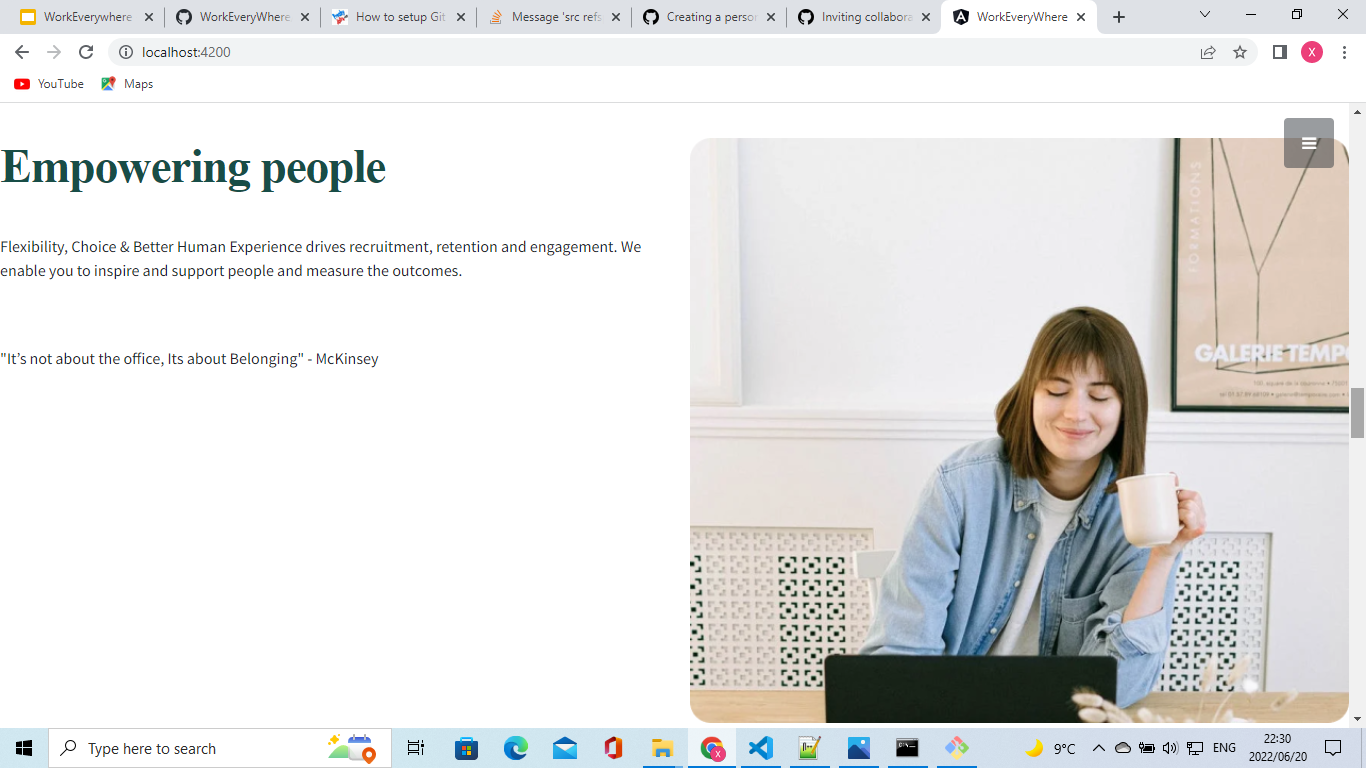 WorkEverywhere
WorkEveryWhere
How to setup Git
Message 'src refs
Creating a person
Inviting collabora
WorkEveryWhere
localhost:4200
X
YouTube
Maps
Empowering people
Flexibility, Choice & Better Human Experience drives recruitment, retention and engagement. We
enable you to inspire and support people and measure the outcomes.
"It’s not about the office, Its about Belonging" - McKinsey
FORMATIONS
GALERIE TEMPO
Type here to search
X
9°C
ENG
22:30
2022/06/20